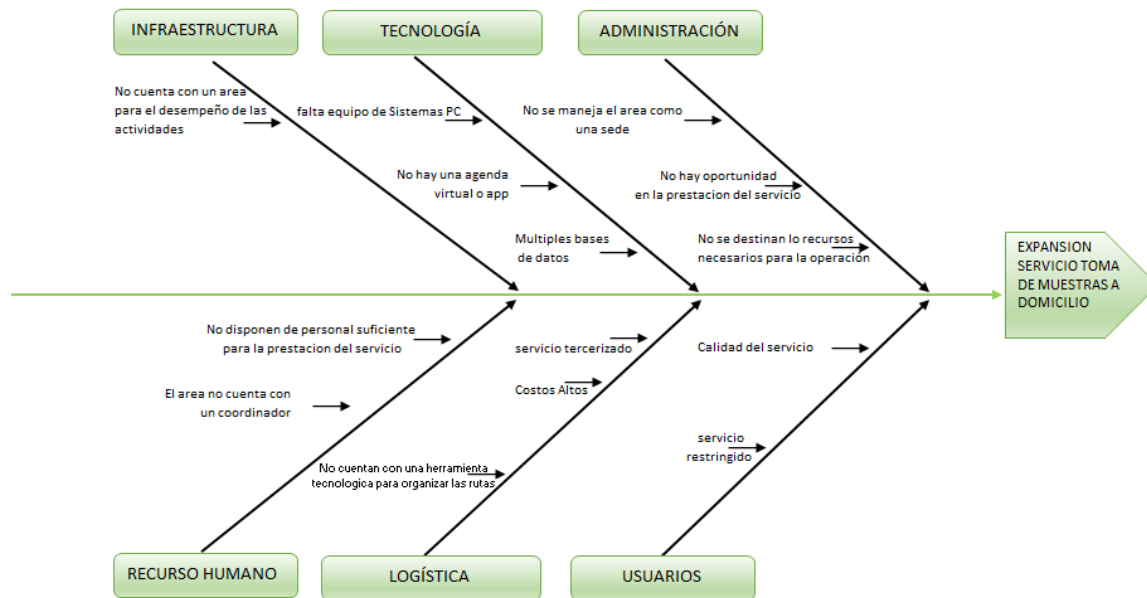 INFRAESTRUCTURA
TECNOLOGÍA
ADMINISTRACIÓN
No cuenta con un area
para el desempeño de las
actividades
falta equipo de Sistemas PC
No hay una agenda
virtual o app
Multiples bases
de datos
No se maneja el area como
una sede
No hay oportunidad
en la prestacion del servicio
No se destinan lo recursos
necesarios para la operación
EXPANSION
SERVICIO TOMA
DE MUESTRAS A
DOMICILIO
No disponen de personal suficiente
para la prestacion del servicio
El area no cuenta con
un coordinador
servicio tercerizado
Costos Altos
No cuentan con una herramienta
tecnologica para organizar las rutas
Calidad del servicio
servicio
restringido
RECURSO HUMANO
LOGÍSTICA
USUARIOS